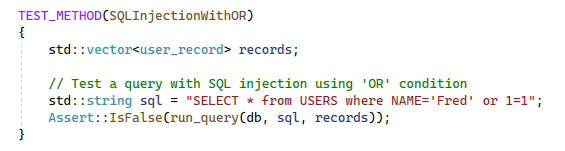 TEST_METHOD(SQLInjectionWithOR)
{
    std::vector<user_record> records;
    // Test a query with SQL injection using 'OR' condition
    std::string sql = "SELECT * from USERS where NAME='Fred' or 1=1";
    Assert::IsFalse(run_query(db, sql, records));
}